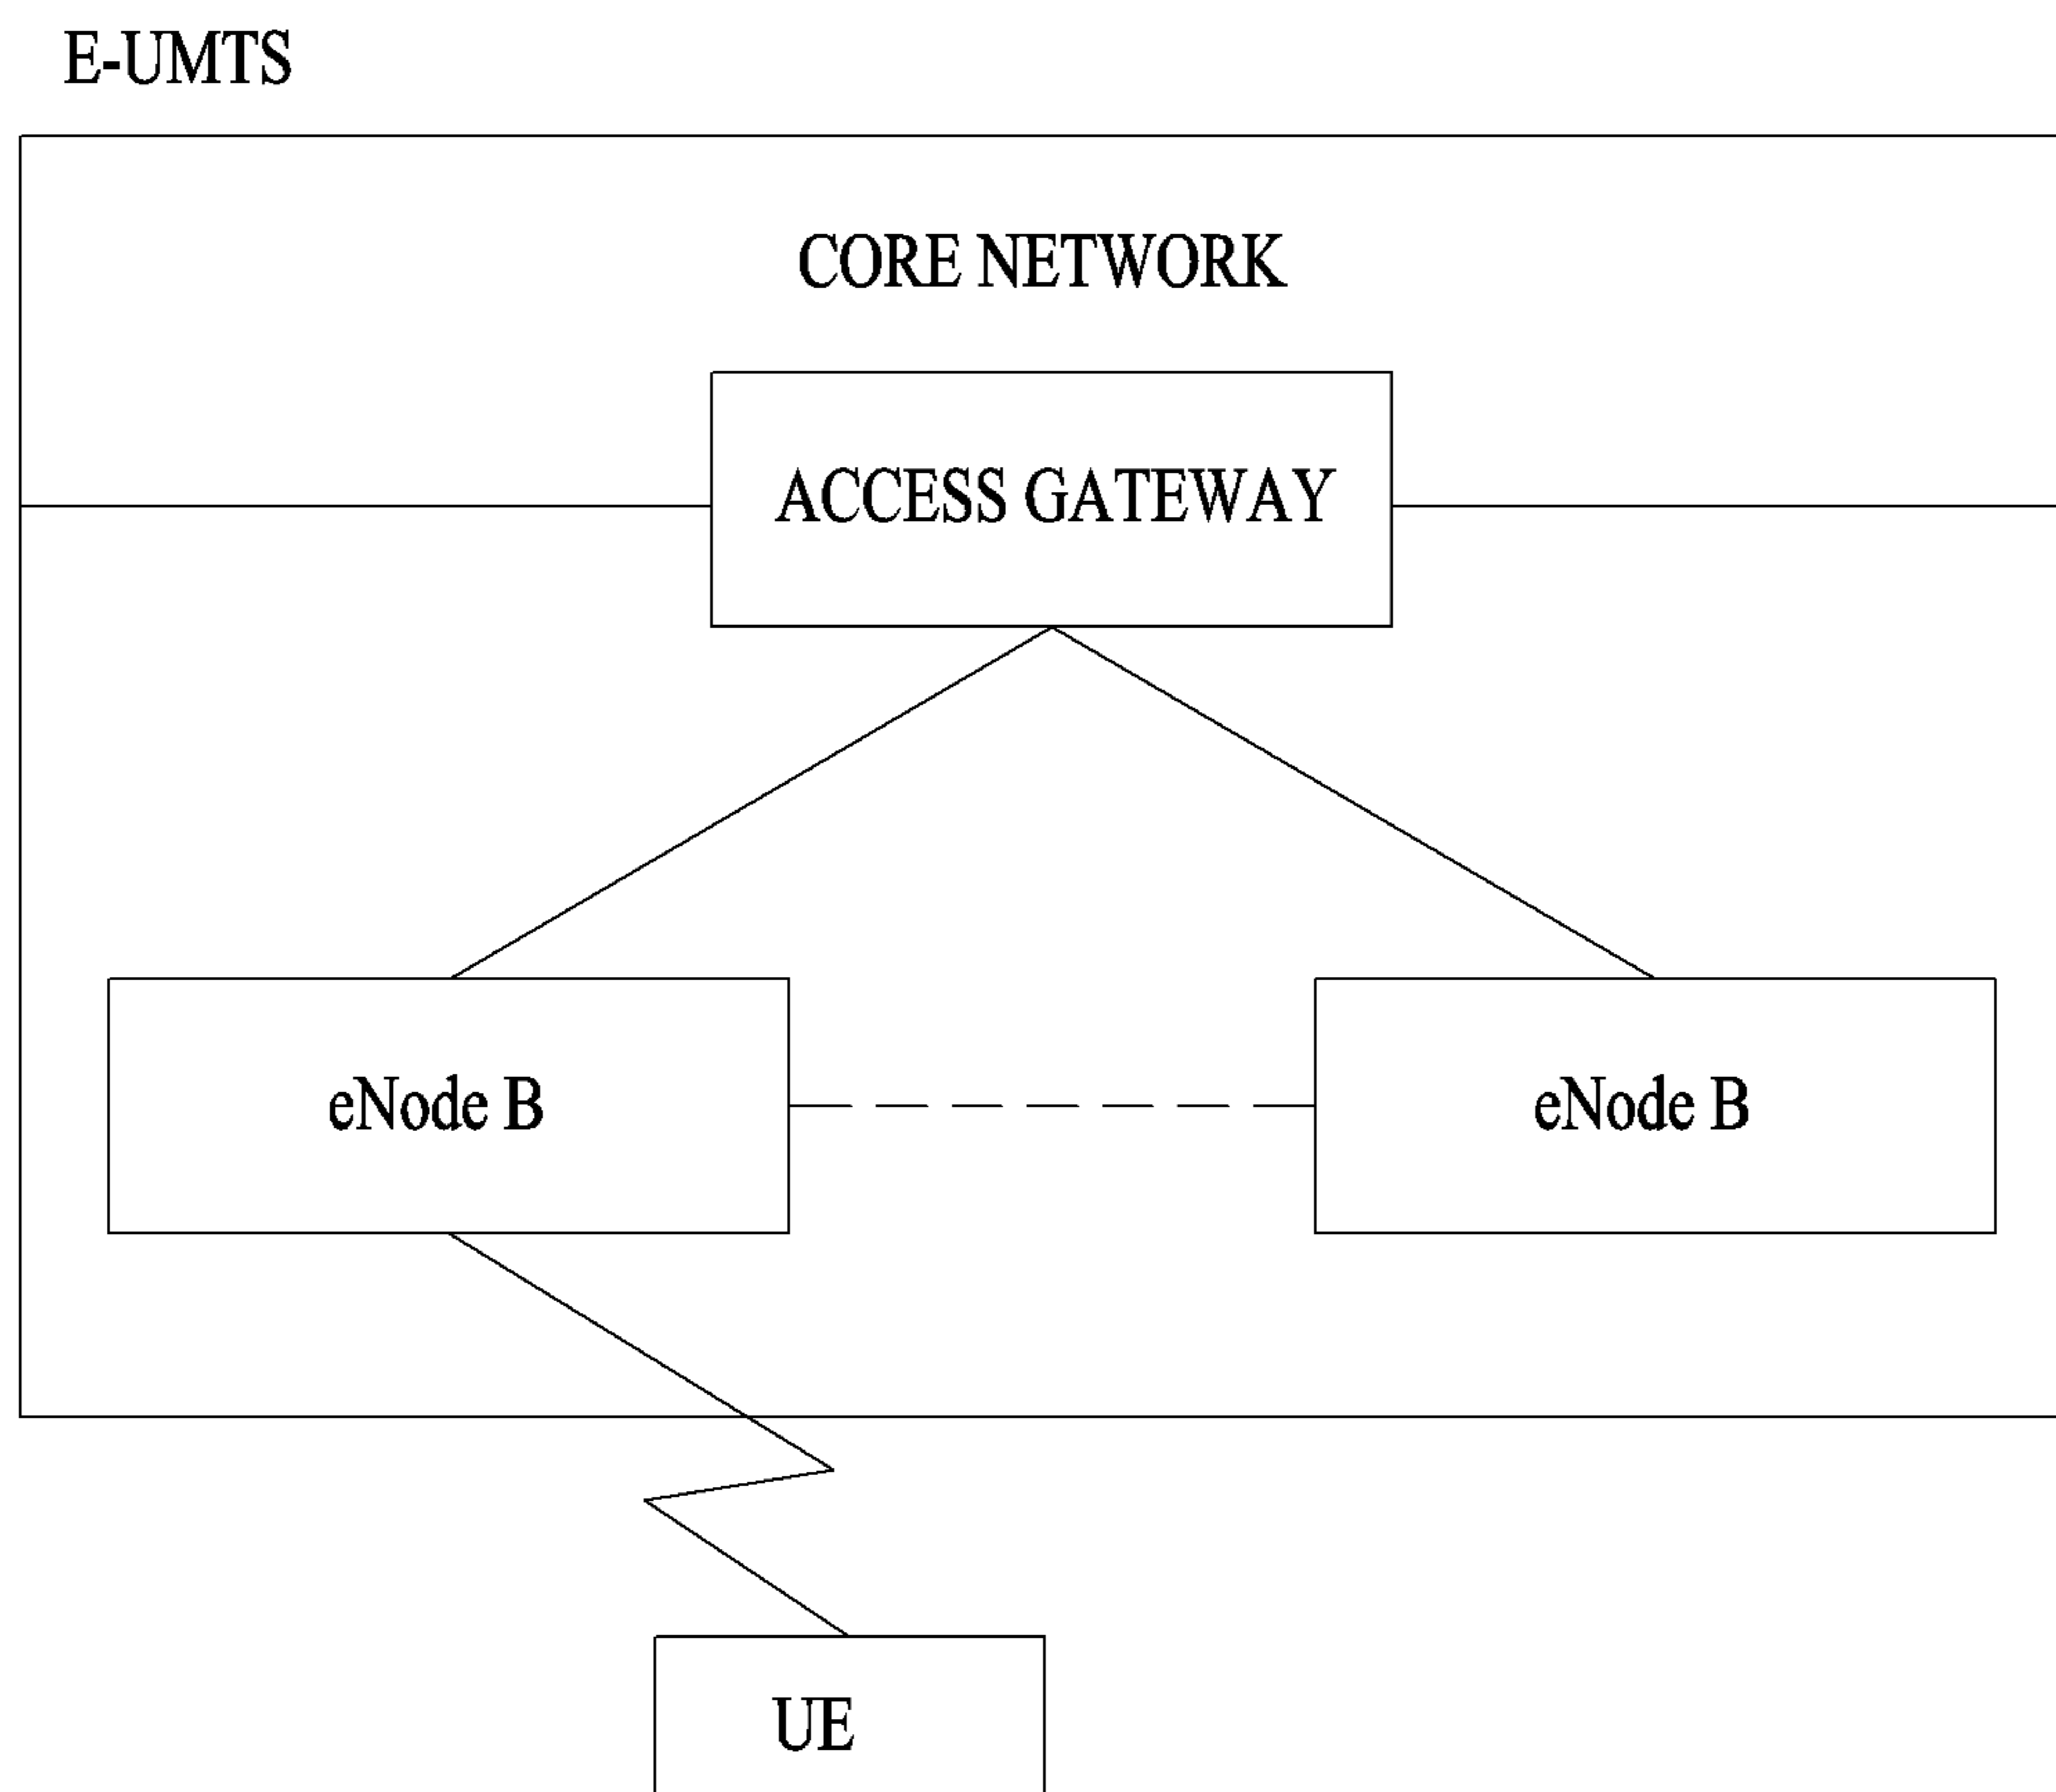 E-UMTS
CORE NETWORK
ACCESS GATEWAY
eNode B
eNode B
UE